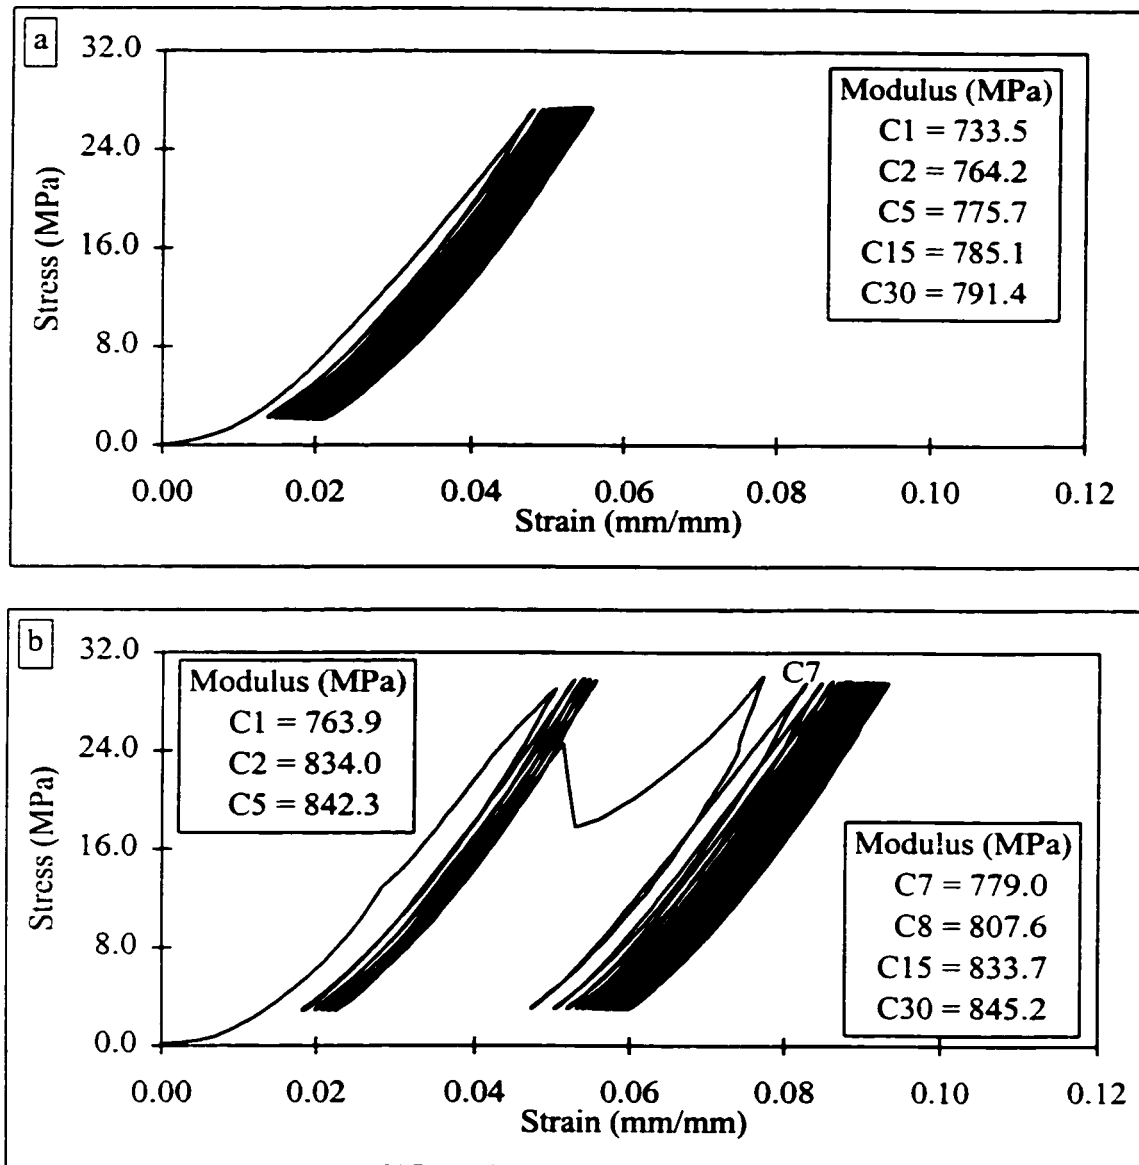 a
32.0
24.0
16.0
8.0
0.0
Stress (MPa)
Modulus (MPa)
C1 = 733.5
C2 = 764.2
C5 = 775.7
C15 = 785.1
C30 = 791.4
0.00 0.02 0.04 0.06 0.08 0.10 0.12
Strain (mm/mm)
b
32.0
24.0
16.0
8.0
0.0
Stress (MPa)
Modulus (MPa)
C1 = 763.9
C2 = 834.0
C5 = 842.3
C7
Modulus (MPa)
C7 = 779.0
C8 = 807.6
C15 = 833.7
C30 = 845.2
0.00 0.02 0.04 0.06 0.08 0.10 0.12
Strain (mm/mm)